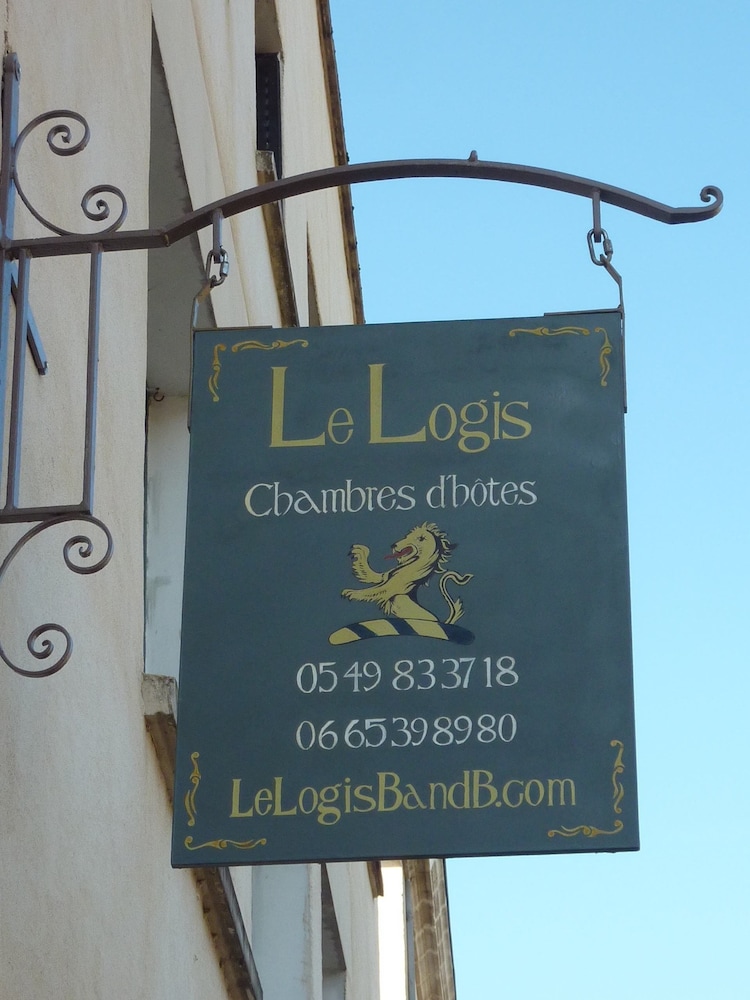 Le Logis
Chambres d'hôtes
05 49 83 37 18
06 65 39 89 80
LeLogisBandB.com